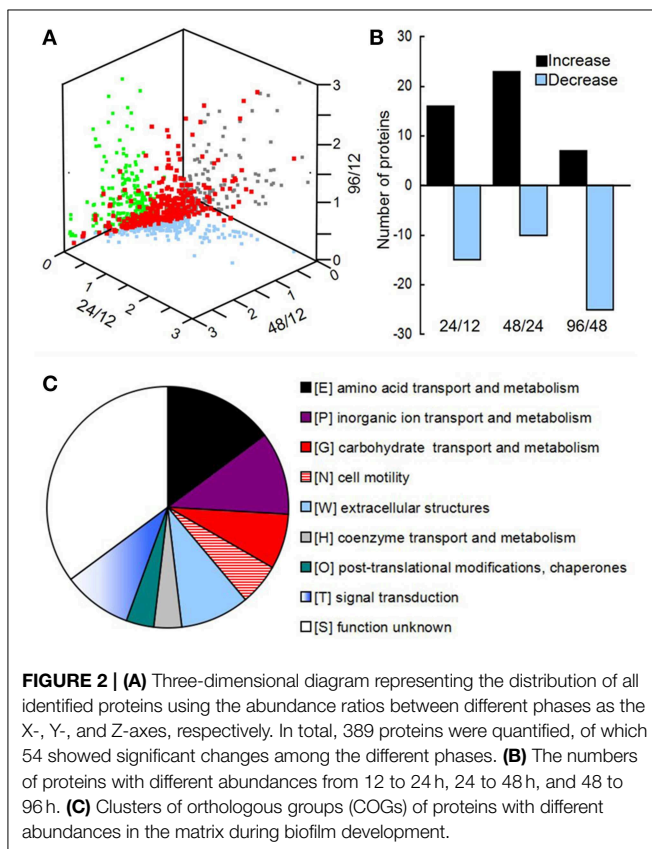 A
3
2
1
0
96/12
0
1
2
3
24/12
3
2
1
0
48/12
B
30
20
10
0
-10
-20
-30
Number of proteins
Increase
Decrease
24/12 48/24 96/48
C
[E] amino acid transport and metabolism
[P] inorganic ion transport and metabolism
[G] carbohydrate transport and metabolism
[N] cell motility
[W] extracellular structures
[H] coenzyme transport and metabolism
[O] post-translational modifications, chaperones
[T] signal transduction
[S] function unknown
FIGURE 2 | (A) Three-dimensional diagram representing the distribution of all
identified proteins using the abundance ratios between different phases as the
X-, Y-, and Z-axes, respectively. In total, 389 proteins were quantified, of which
54 showed significant changes among the different phases. (B) The numbers
of proteins with different abundances from 12 to 24 h, 24 to 48 h, and 48 to
96 h. (C) Clusters of orthologous groups (COGs) of proteins with different
abundances in the matrix during biofilm development.